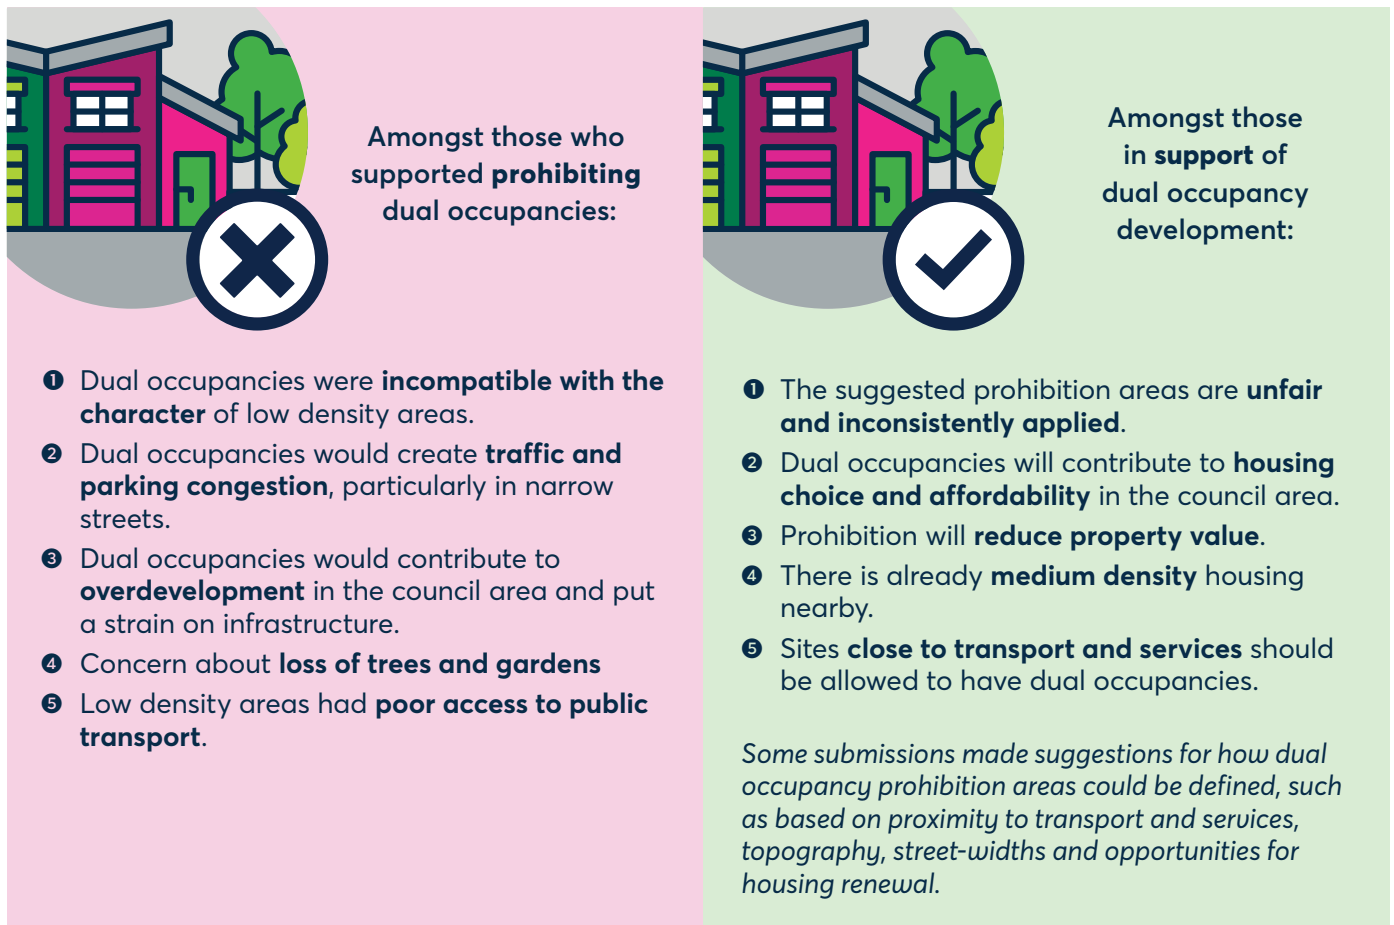 Amongst those who
supported prohibiting
dual occupancies:
❶ Dual occupancies were incompatible with the
character of low density areas.
❷ Dual occupancies would create traffic and
parking congestion, particularly in narrow
streets.
❸ Dual occupancies would contribute to
overdevelopment in the council area and put
a strain on infrastructure.
❹ Concern about loss of trees and gardens
❺ Low density areas had poor access to public
transport.
Amongst those
in support of
dual occupancy
development:
❶ The suggested prohibition areas are unfair
and inconsistently applied.
❷ Dual occupancies will contribute to housing
choice and affordability in the council area.
❸ Prohibition will reduce property value.
❹ There is already medium density housing
nearby.
❺ Sites close to transport and services should
be allowed to have dual occupancies.
Some submissions made suggestions for how dual
occupancy prohibition areas could be defined, such
as based on proximity to transport and services,
topography, street-widths and opportunities for
housing renewal.